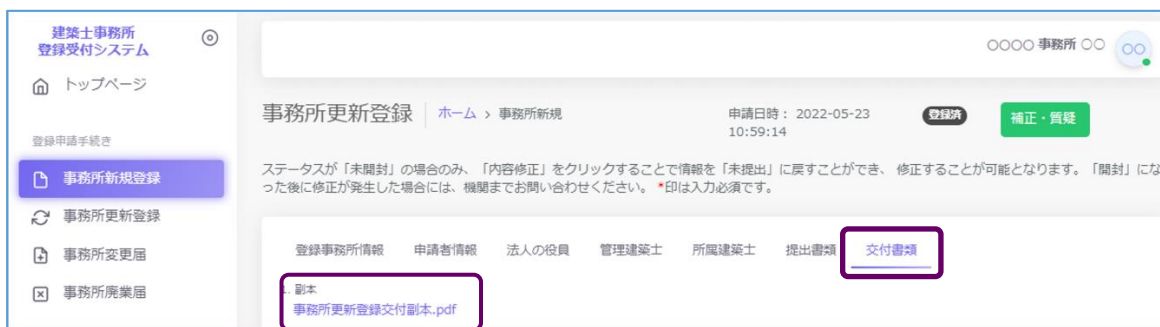 建築士事務所
登録受付システム
トップページ
登録申請手続き
事務所新規登録
事務所更新登録
事務所変更届
事務所廃業届
○○○○ 事務所 ○○
○○
事務所更新登録
ホーム > 事務所新規
申請日時： 2022-05-23
10:59:14
登録済
補正・質疑
ステータスが「未開封」の場合のみ、「内容修正」をクリックすることで情報を「未提出」に戻すことができ、 修正することが可能となります。「開封」にな
った後に修正が発生した場合には、機関までお問い合わせください。 *印は入力必須です。
登録事務所情報 申請者情報 法人の役員 管理建築士 所属建築士 提出書類 交付書類
1. 副本
事務所更新登録交付副本.pdf